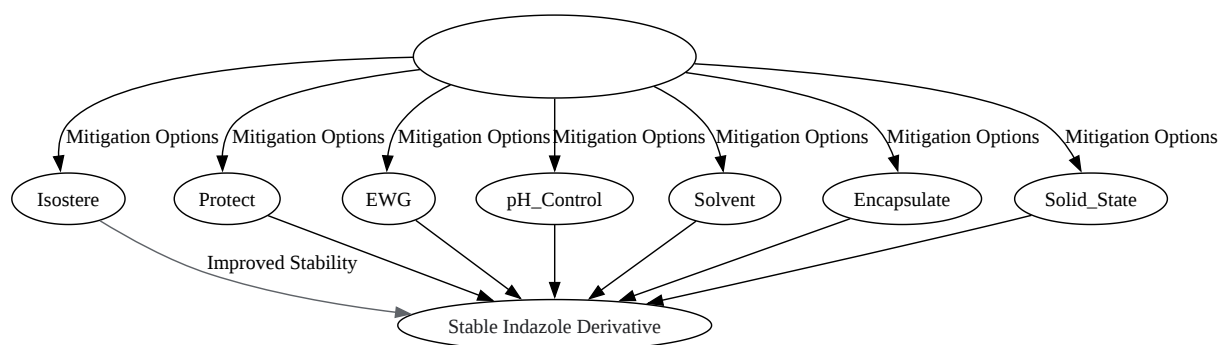 Mitigation Options Mitigation Options Mitigation Options Mitigation Options Mitigation Options Mitigation Options Mitigation Options
Isostere Protect EWG pH_Control Solvent Encapsulate Solid_State
Improved Stability
Stable Indazole Derivative